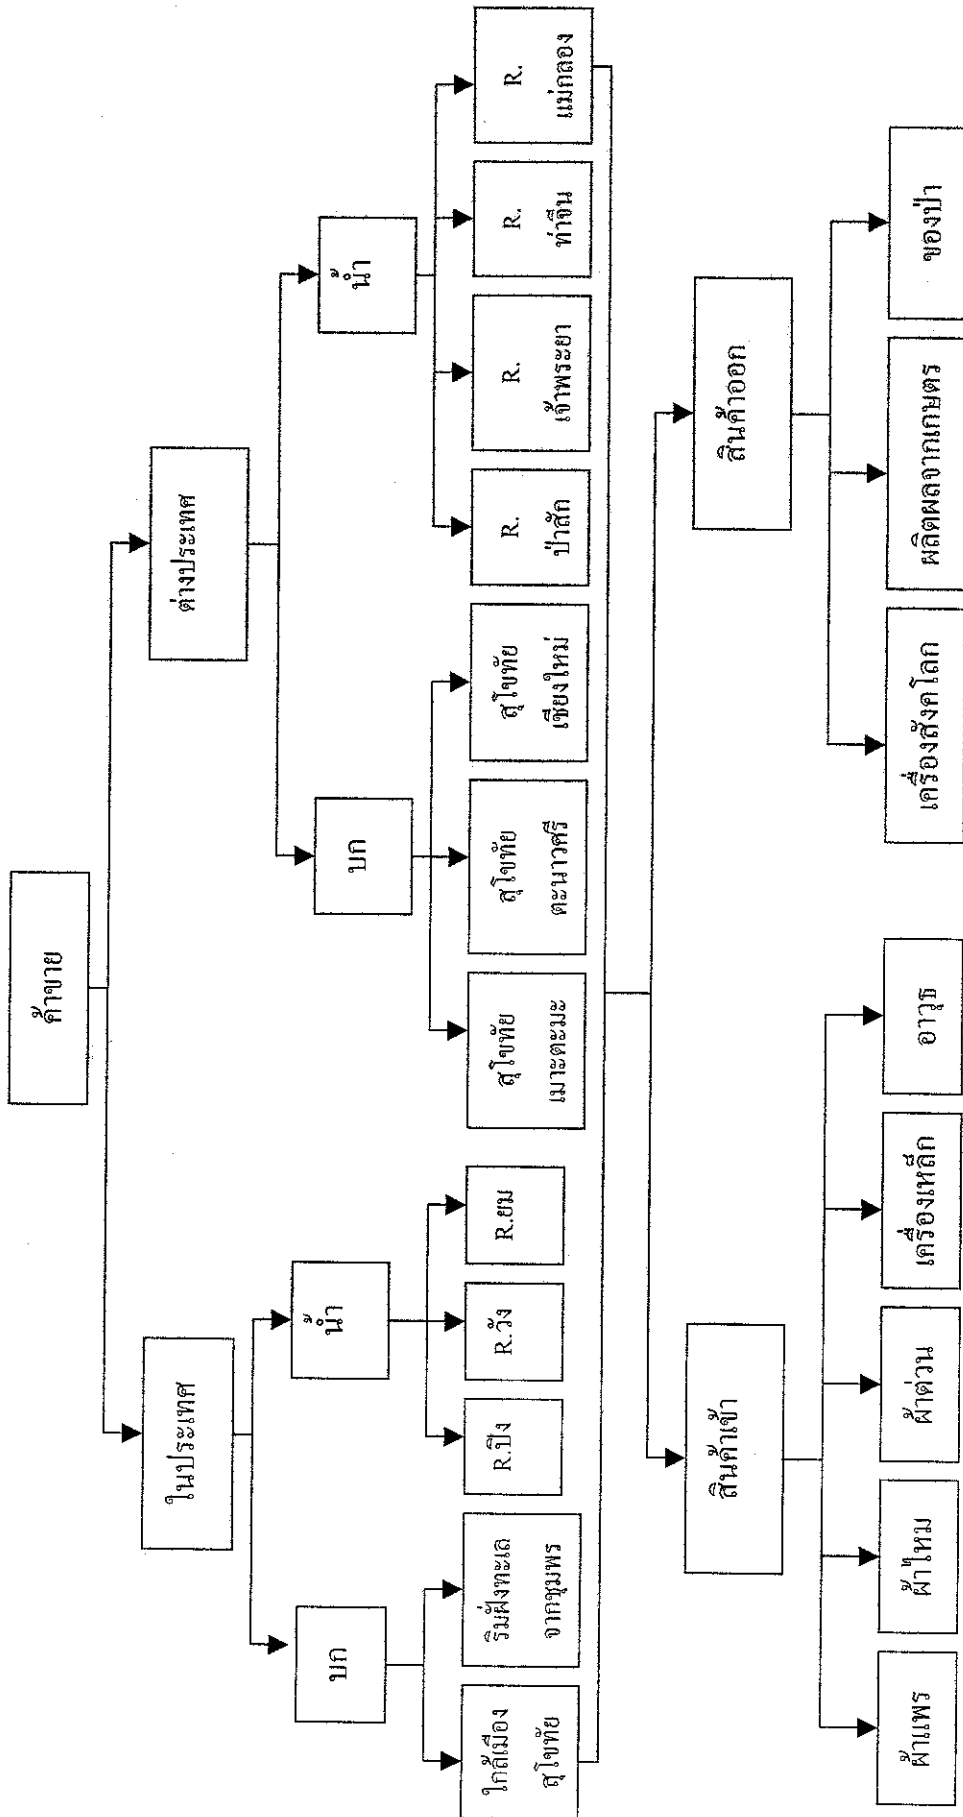 ค้าขาย
ในประเทศ
ต่างประเทศ
บก
น้ำ
บก
น้ำ
ใกล้เมือง
สุโขทัย
ริมฝั่งทะเล
จากชุมพร
R.ปิง
R.วัง
R.ยม
สุโขทัย
เมาะตะมะ
สุโขทัย
ตะนาวศรี
สุโขทัย
เชียงใหม่
R.
ป่าสัก
R.
เจ้าพระยา
R.
ท่าจีน
R.
แม่กลอง
สินค้าเข้า
สินค้าออก
ผ้าแพร
ผ้าไหม
ผ้าต่วน
เครื่องเหล็ก
อาวุธ
เครื่องสังคโลก
ผลิตผลจากเกษตร
ของป่า